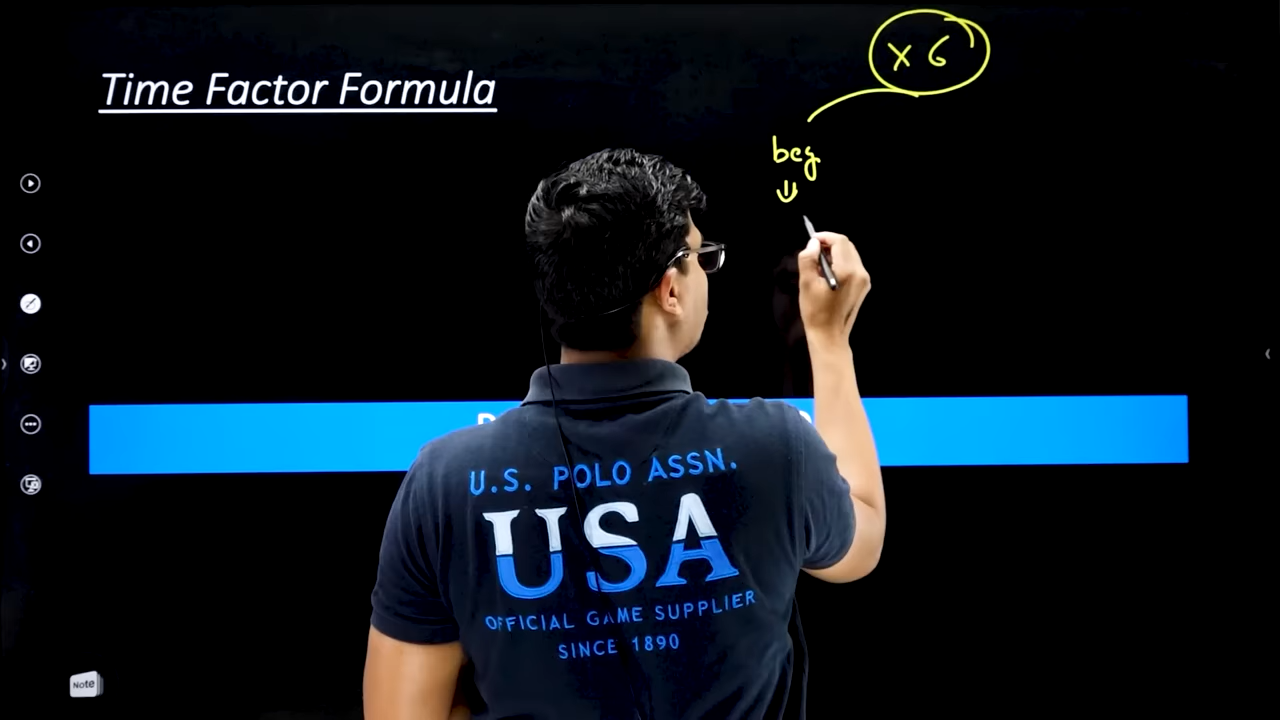 Time Factor Formula
x 6
beg
U.S. POLO ASSN.
USA
OFFICIAL GAME SUPPLIER
SINCE 1890
Note